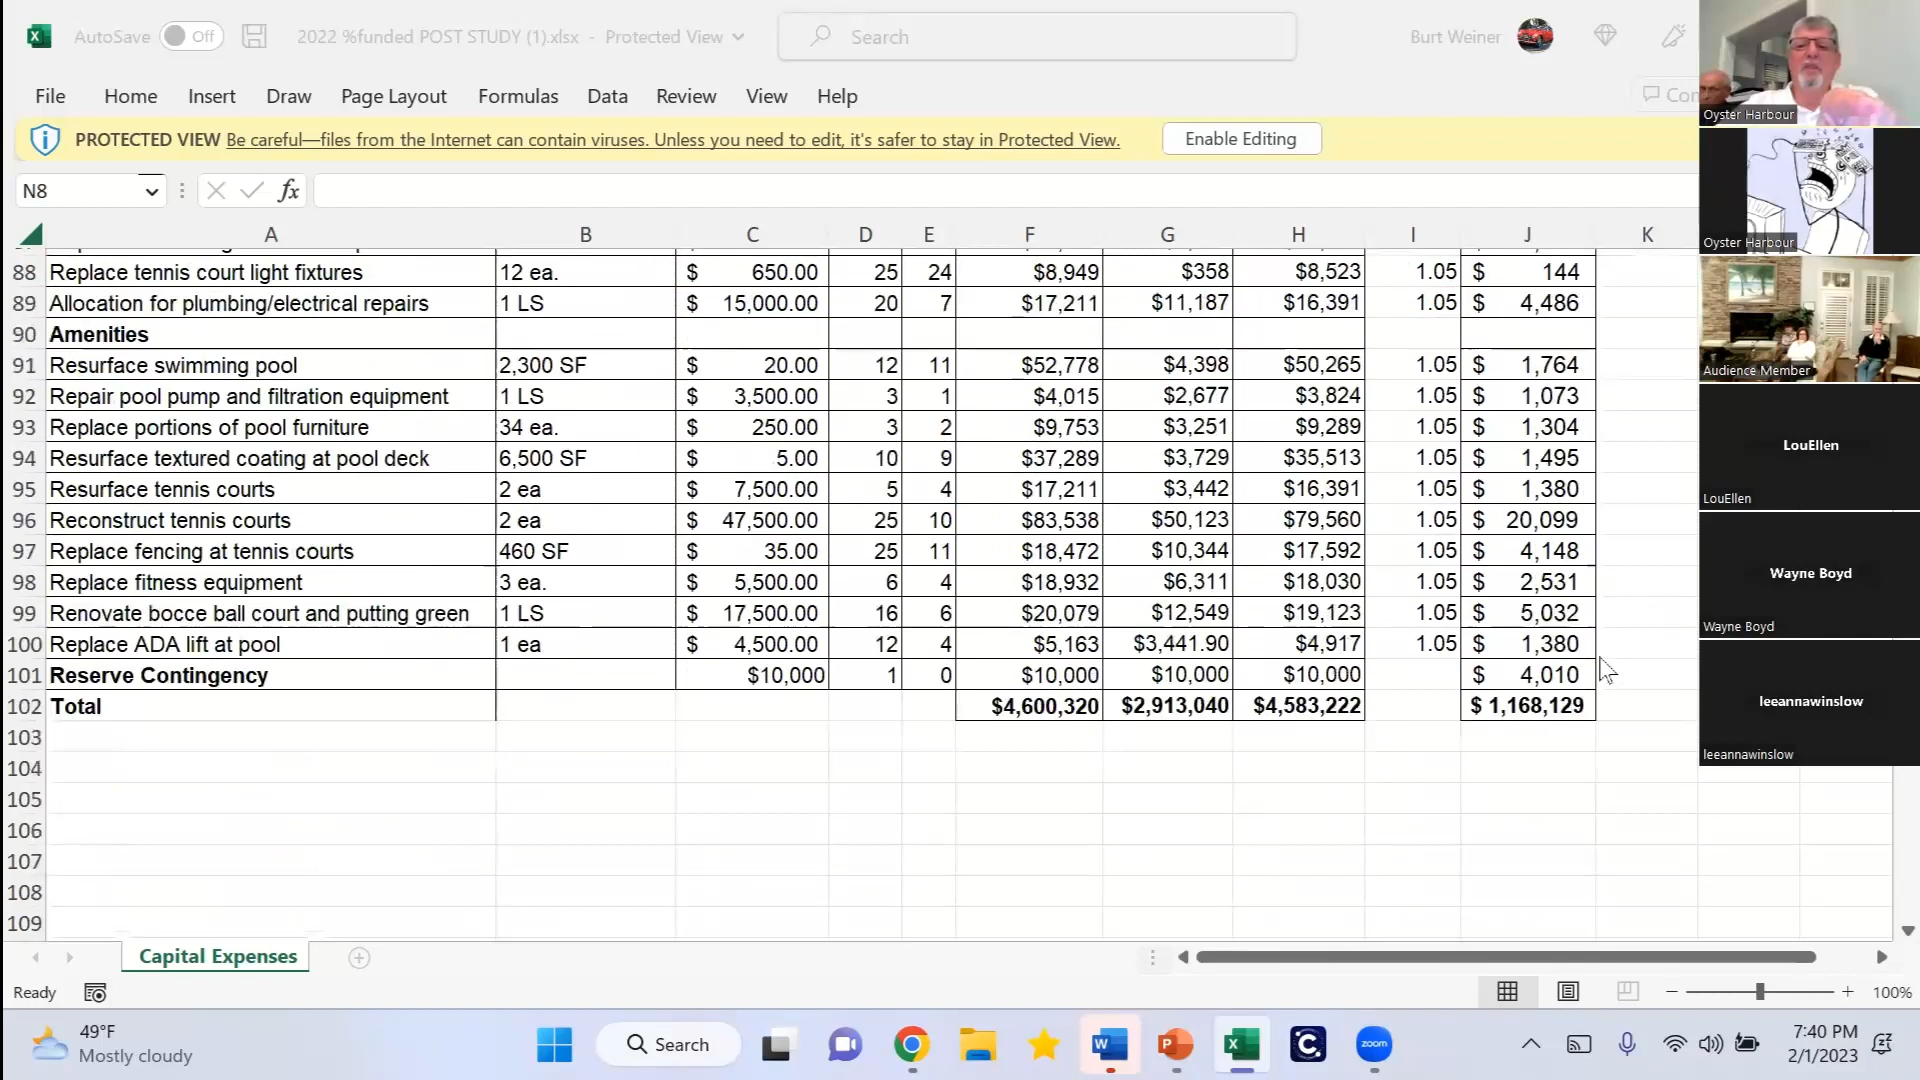 AutoSave Off 2022 %funded POST STUDY (1).xlsx - Protected View Search Burt Weiner
File Home Insert Draw Page Layout Formulas Data Review View Help
PROTECTED VIEW Be careful—files from the Internet can contain viruses. Unless you need to edit, it's safer to stay in Protected View. Enable Editing
N8 fx
A B C D E F G H I J K
88 Replace tennis court light fixtures 12 ea. $ 650.00 25 24 $8,949 $358 $8,523 1.05 $ 144
89 Allocation for plumbing/electrical repairs 1 LS $ 15,000.00 20 7 $17,211 $11,187 $16,391 1.05 $ 4,486
90 Amenities
91 Resurface swimming pool 2,300 SF $ 20.00 12 11 $52,778 $4,398 $50,265 1.05 $ 1,764
92 Repair pool pump and filtration equipment 1 LS $ 3,500.00 3 1 $4,015 $2,677 $3,824 1.05 $ 1,073
93 Replace portions of pool furniture 34 ea. $ 250.00 3 2 $9,753 $3,251 $9,289 1.05 $ 1,304
94 Resurface textured coating at pool deck 6,500 SF $ 5.00 10 9 $37,289 $3,729 $35,513 1.05 $ 1,495
95 Resurface tennis courts 2 ea $ 7,500.00 5 4 $17,211 $3,442 $16,391 1.05 $ 1,380
96 Reconstruct tennis courts 2 ea $ 47,500.00 25 10 $83,538 $50,123 $79,560 1.05 $ 20,099
97 Replace fencing at tennis courts 460 SF $ 35.00 25 11 $18,472 $10,344 $17,592 1.05 $ 4,148
98 Replace fitness equipment 3 ea. $ 5,500.00 6 4 $18,932 $6,311 $18,030 1.05 $ 2,531
99 Renovate bocce ball court and putting green 1 LS $ 17,500.00 16 6 $20,079 $12,549 $19,123 1.05 $ 5,032
100 Replace ADA lift at pool 1 ea $ 4,500.00 12 4 $5,163 $3,441.90 $4,917 1.05 $ 1,380
101 Reserve Contingency $10,000 1 0 $10,000 $10,000 $10,000 $ 4,010
102 Total $4,600,320 $2,913,040 $4,583,222 $ 1,168,129
103
104
105
106
107
108
109
Capital Expenses
Ready 100%
49°F
Mostly cloudy
Search
zoom
7:40 PM
2/1/2023
Oyster Harbour
Oyster Harbour
Audience Member
LouEllen
LouEllen
Wayne Boyd
Wayne Boyd
leeannawinslow
leeannawinslow